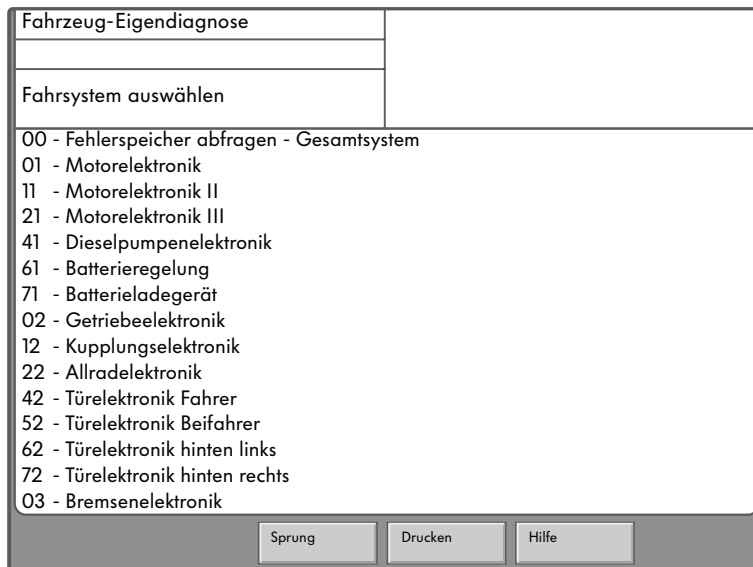 Fahrzeug-Eigendiagnose
Fahrsystem auswählen
00 - Fehlerspeicher abfragen - Gesamtsystem
01 - Motorelektronik
11 - Motorelektronik II
21 - Motorelektronik III
41 - Dieselpumpenelektronik
61 - Batterieregelung
71 - Batterieladegerät
02 - Getriebeelektronik
12 - Kupplungselektronik
22 - Allradelektronik
42 - Türelektronik Fahrer
52 - Türelektronik Beifahrer
62 - Türelektronik hinten links
72 - Türelektronik hinten rechts
03 - Bremsenelektronik
Sprung Drucken Hilfe